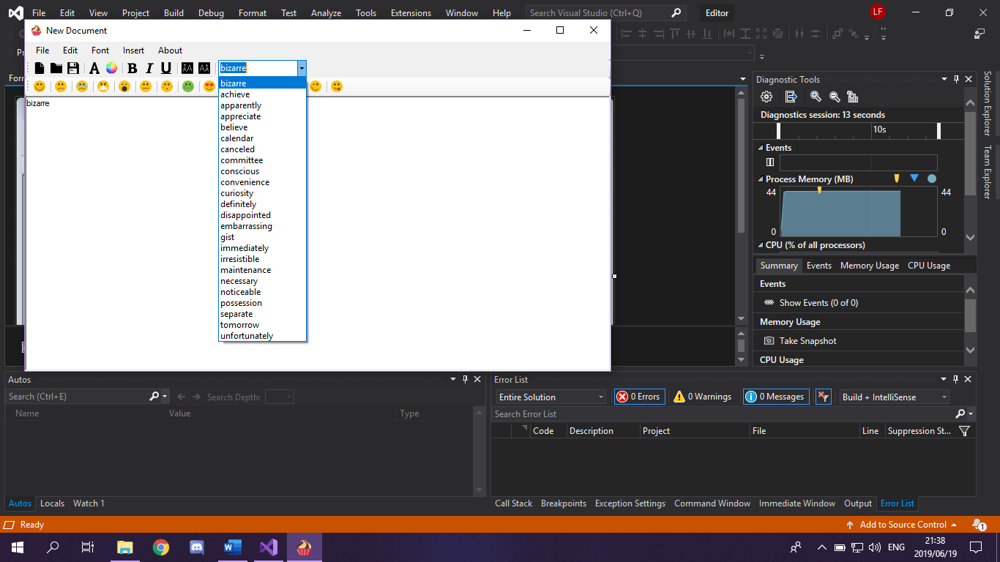 File Edit View Project Build Debug Format Test Analyze Tools Extensions Window Help Search Visual Studio (Ctrl+Q) Editor LF
New Document
File Edit Font Insert About
A B I U AA AA bizarre
bizarre
bizarre
achieve
apparently
appreciate
believe
calendar
canceled
committee
conscious
convenience
curiosity
definitely
disappointed
embarrassing
gist
immediately
irresistible
maintenance
necessary
noticeable
possession
separate
tomorrow
unfortunately
Pr
Form
Diagnostic Tools
Diagnostics session: 13 seconds
10s
Events
Process Memory (MB)
44 44
0 0
CPU (% of all processors)
Summary Events Memory Usage CPU Usage
Events
Show Events (0 of 0)
Memory Usage
Take Snapshot
CPU Usage
Solution Explorer
Team Explorer
Autos
Search (Ctrl+E) Search Depth:
Name Value Type
Autos Locals Watch 1
Error List
Entire Solution 0 Errors 0 Warnings 0 Messages Build + IntelliSense
Search Error List
Code Description Project File Line Suppression St...
Call Stack Breakpoints Exception Settings Command Window Immediate Window Output Error List
Ready Add to Source Control 1
ENG 21:38
2019/06/19